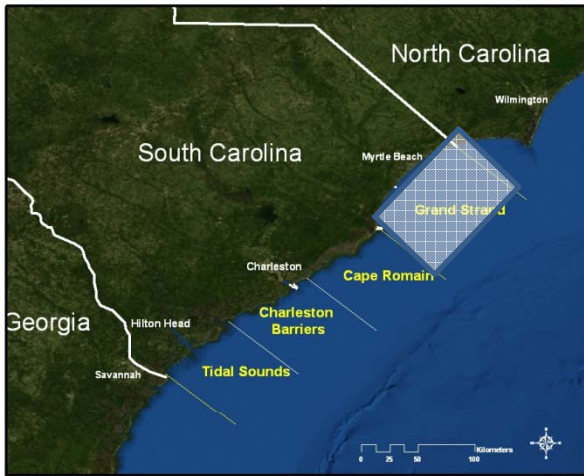 North Carolina
Wilmington
South Carolina
Myrtle Beach
Grand Strand
Charleston
Cape Romain
Charleston
Barriers
Georgia
Hilton Head
Savannah
Tidal Sounds
0 25 50 100
Kilometers